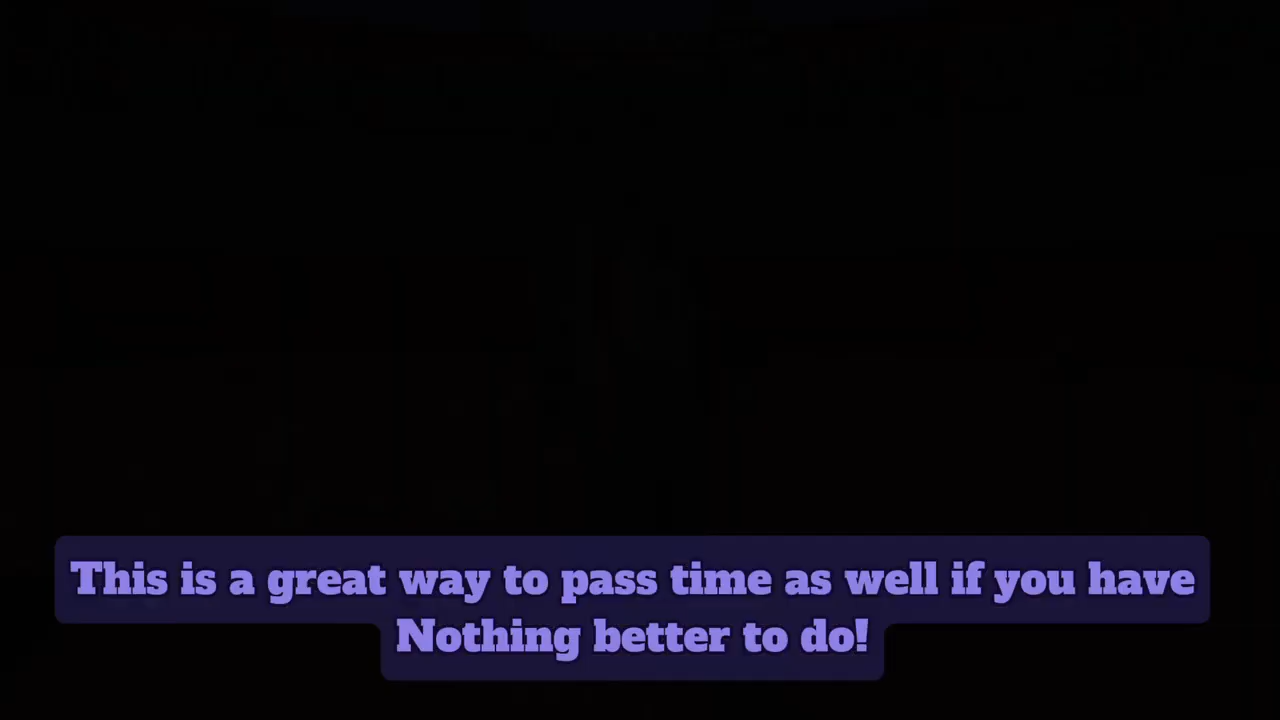 This is a great way to pass time as well if you have
Nothing better to do!